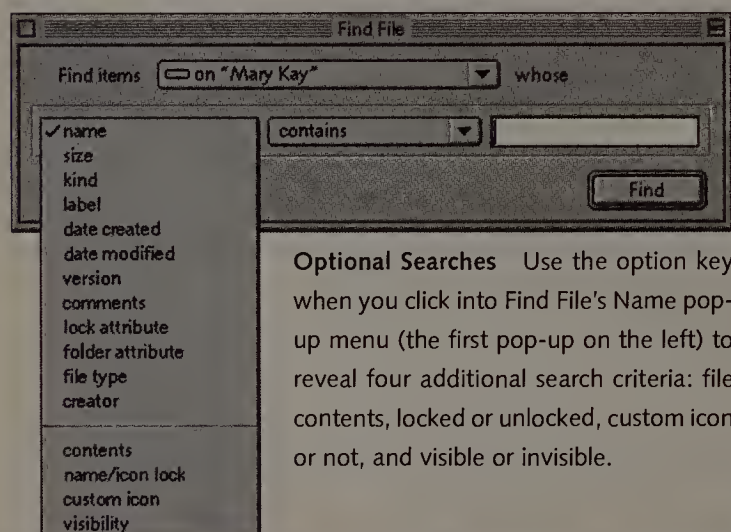 Find File
Find items on "Mary Kay" whose
✓ name contains
size
kind
label
Find
date created
date modified
version
comments
lock attribute
folder attribute
file type
creator
contents
name/icon lock
custom icon
visibility
Optional Searches Use the option key
when you click into Find File's Name pop-
up menu (the first pop-up on the left) to
reveal four additional search criteria: file
contents, locked or unlocked, custom icon
or not, and visible or invisible.